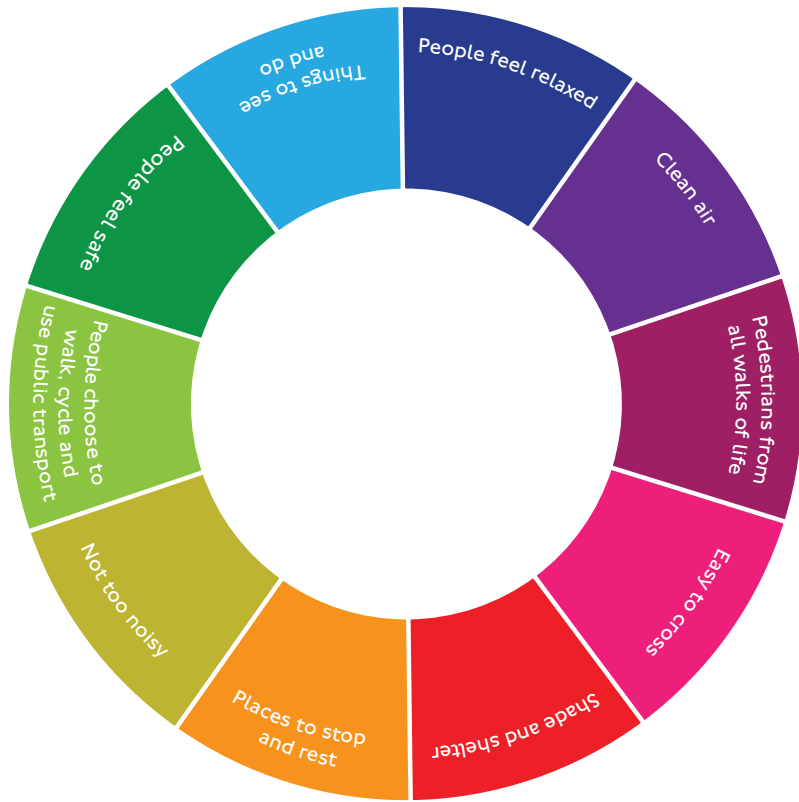 People feel relaxed
Clean air
Pedestrians from
all walks of life
Easy to cross
Shade and shelter
Places to stop
and rest
Not too noisy
People choose to
walk, cycle and
use public transport
People feel safe
Things to see
and do